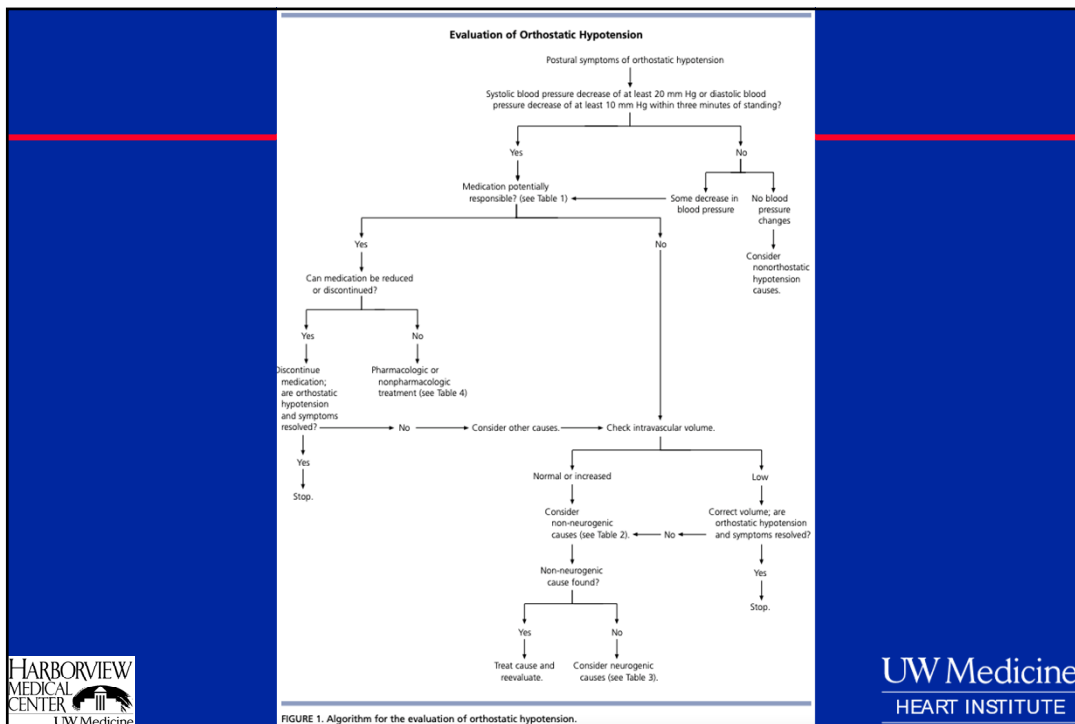 Evaluation of Orthostatic Hypotension
Postural symptoms of orthostatic hypotension
Systolic blood pressure decrease of at least 20 mm Hg or diastolic blood
pressure decrease of at least 10 mm Hg within three minutes of standing?
Yes
No
Medication potentially
responsible? (see Table 1)
Some decrease in
blood pressure
No blood
pressure
changes
Yes
No
Consider
nonorthostatic
hypotension
causes.
Can medication be reduced
or discontinued?
Yes
No
Discontinue
medication;
are orthostatic
hypotension
and symptoms
resolved?
Pharmacologic or
nonpharmacologic
treatment (see Table 4)
No
Consider other causes.
Check intravascular volume.
Yes
Stop.
Normal or increased
Low
Consider
non-neurogenic
causes (see Table 2).
No
Correct volume; are
orthostatic hypotension
and symptoms resolved?
Non-neurogenic
cause found?
Yes
Stop.
Yes
No
Treat cause and
reevaluate.
Consider neurogenic
causes (see Table 3).
FIGURE 1. Algorithm for the evaluation of orthostatic hypotension.
HARBORVIEW
MEDICAL
CENTER
UW Medicine
UW Medicine
HEART INSTITUTE